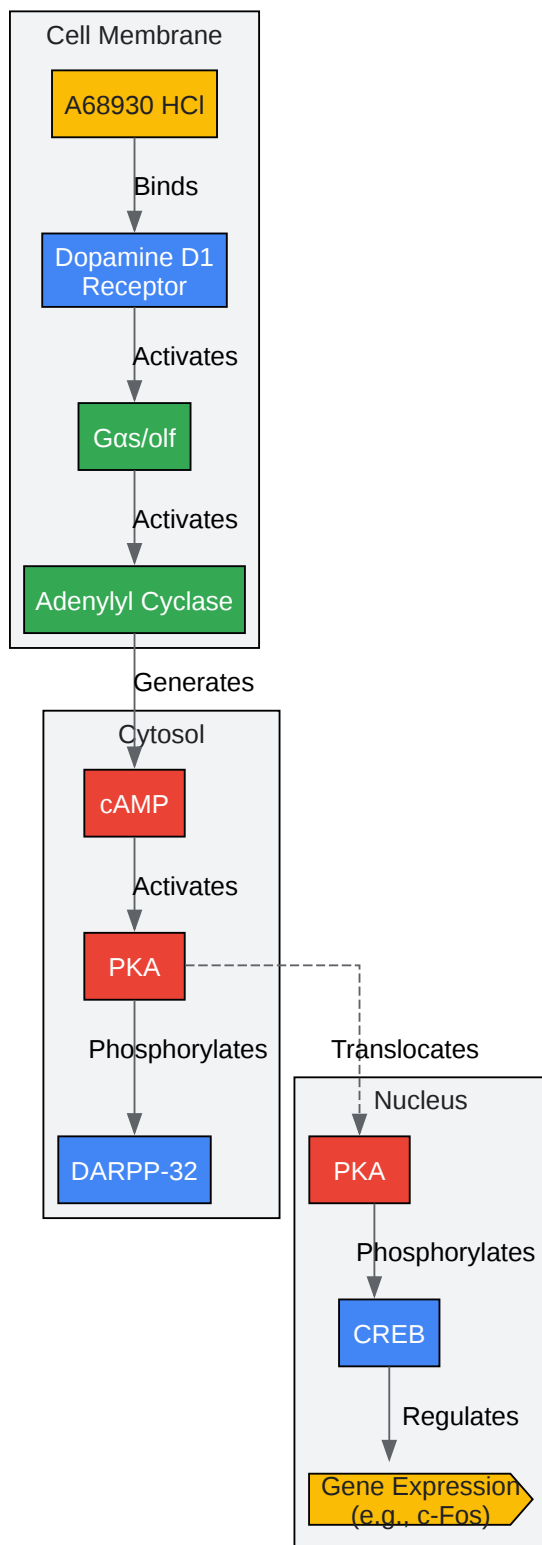 Cell Membrane
A68930 HCl
Binds
Dopamine D1
Receptor
Activates
Gαs/olf
Activates
Adenylyl Cyclase
Generates
Cytosol
cAMP
Activates
PKA
Phosphorylates
Translocates
Nucleus
DARPP-32
PKA
Phosphorylates
CREB
Regulates
Gene Expression
(e.g., c-Fos)